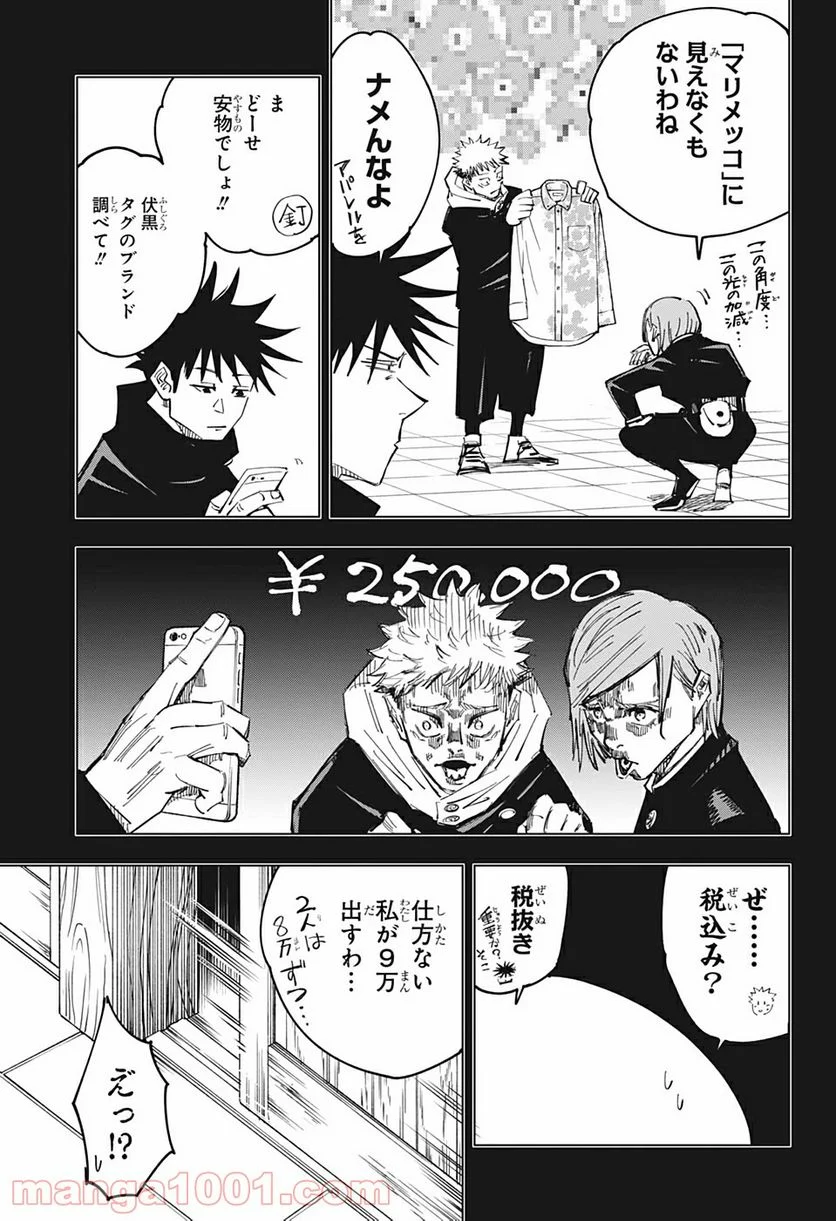 「マリメッコ」に
見えなくも
ないわね
この角度…
この光の加減…
ナメんなよ
アパレルを
ま
どーせ
安物でしょ!!
釘
伏黒
タグのブランド
調べて!!
¥250,000
ぜ……
税込み?
税抜き
重要か?
そこ
仕方ない
私が9万
出すわ…
2人は
8万ずつ…
えっ!?
manga1001.com